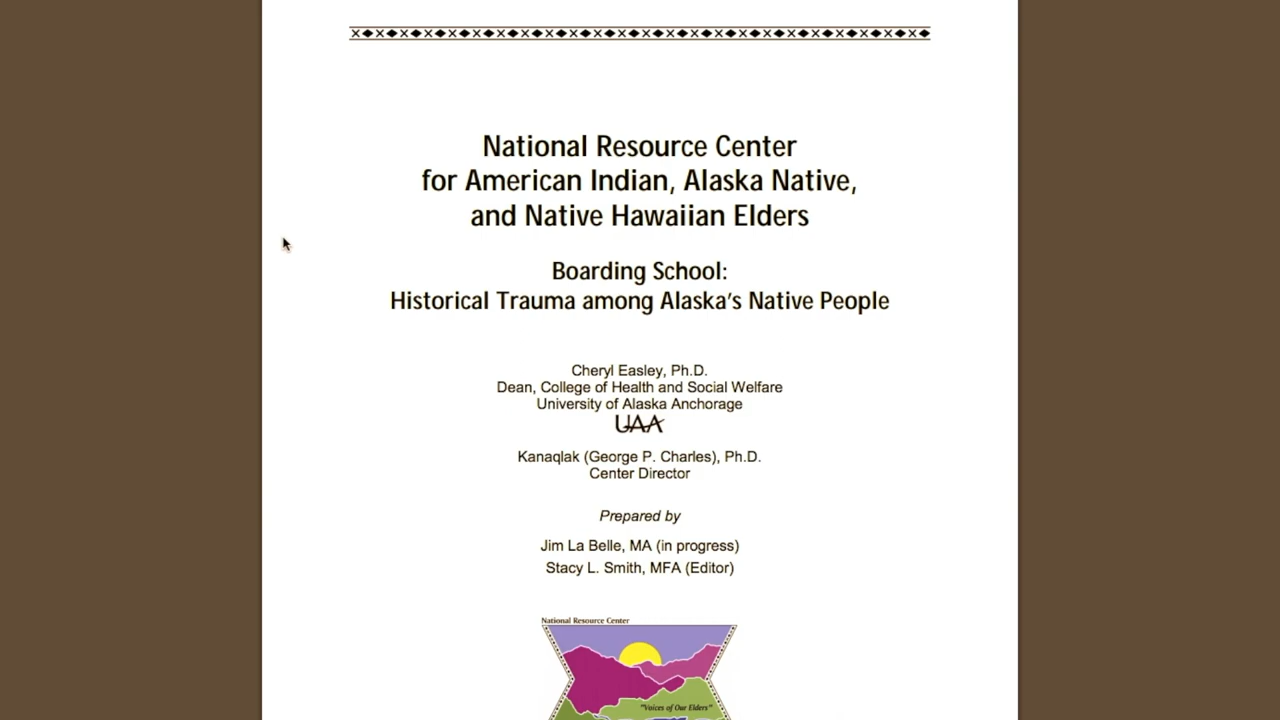 National Resource Center
for American Indian, Alaska Native,
and Native Hawaiian Elders
Boarding School:
Historical Trauma among Alaska's Native People
Cheryl Easley, Ph.D.
Dean, College of Health and Social Welfare
University of Alaska Anchorage
UAA
Kanaqlak (George P. Charles), Ph.D.
Center Director
Prepared by
Jim La Belle, MA (in progress)
Stacy L. Smith, MFA (Editor)
National Resource Center
"Voices of Our Elders"